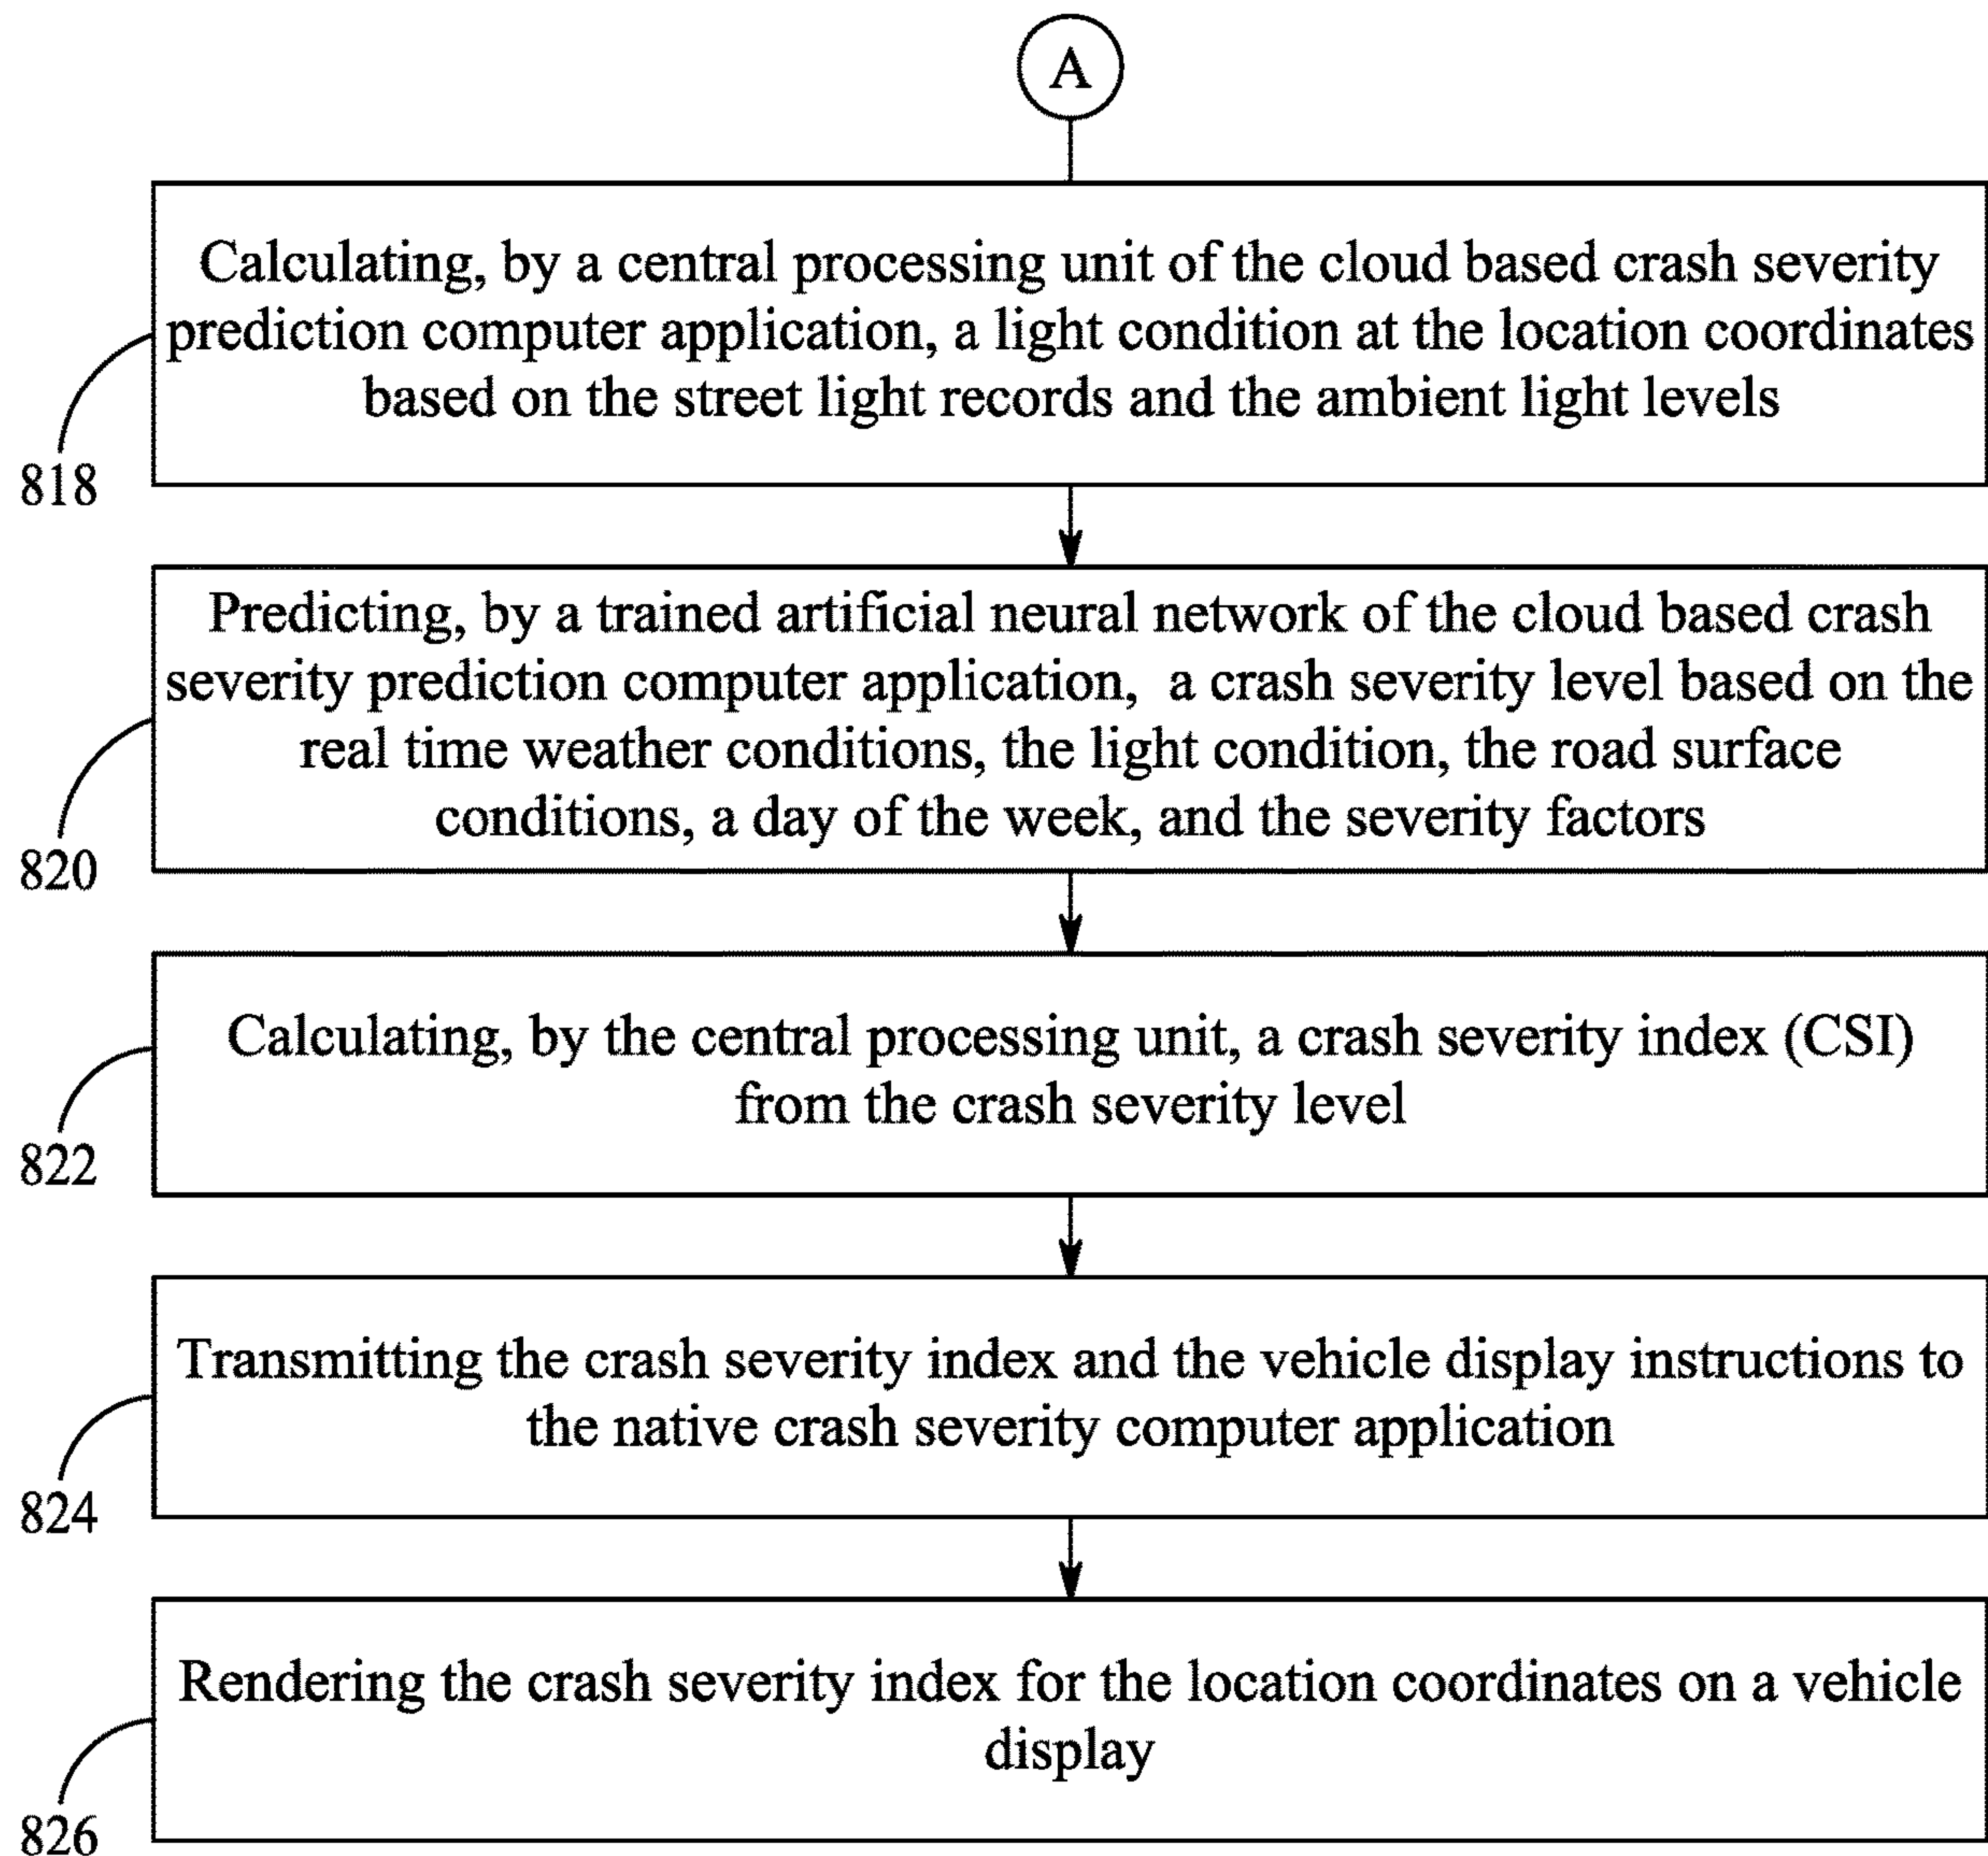 A
Calculating, by a central processing unit of the cloud based crash severity
prediction computer application, a light condition at the location coordinates
based on the street light records and the ambient light levels
818
Predicting, by a trained artificial neural network of the cloud based crash
severity prediction computer application, a crash severity level based on the
real time weather conditions, the light condition, the road surface
conditions, a day of the week, and the severity factors
820
Calculating, by the central processing unit, a crash severity index (CSI)
from the crash severity level
822
Transmitting the crash severity index and the vehicle display instructions to
the native crash severity computer application
824
Rendering the crash severity index for the location coordinates on a vehicle
display
826